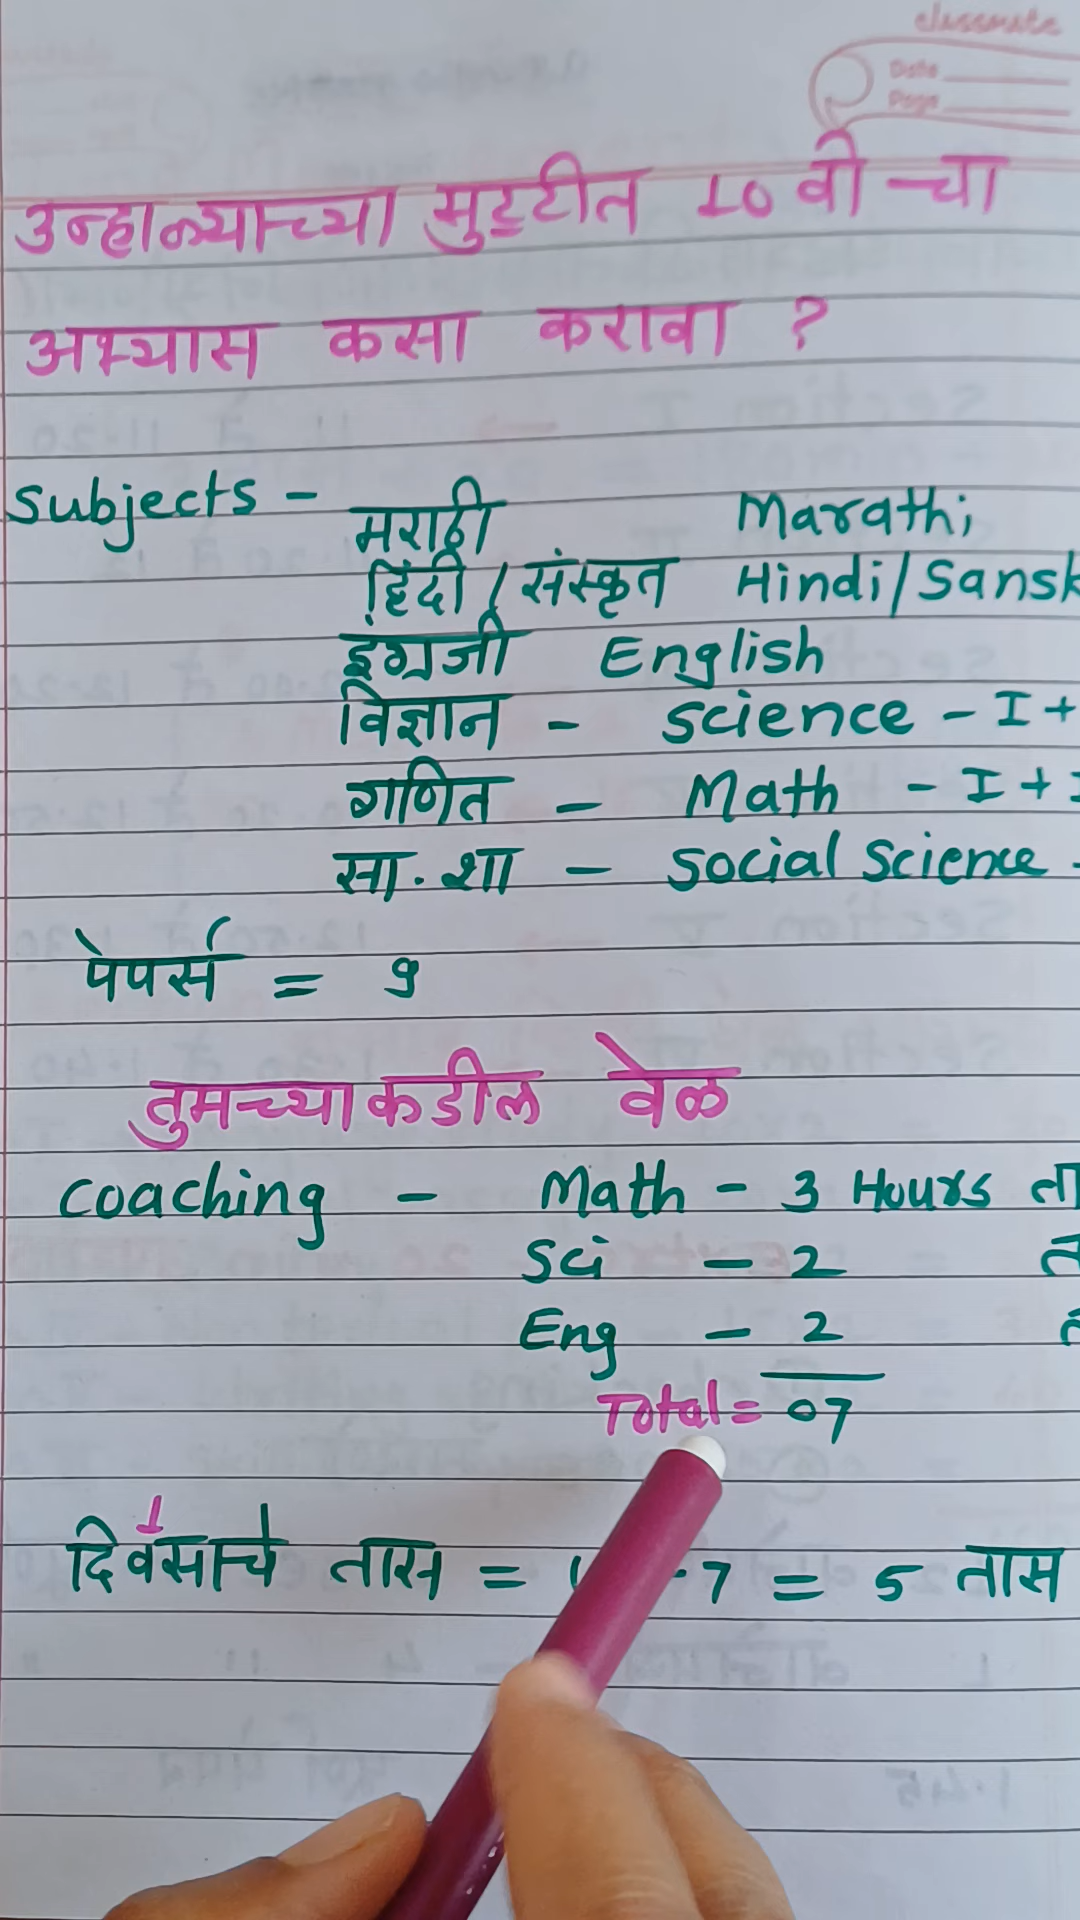 classmate
Date
Page
उन्हाळ्याच्या सुट्टीत 10 वी चा
अभ्यास कसा करावा ?
Subjects - मराठी Marathi
हिंदी / संस्कृत Hindi/Sansk
इंग्रजी English
विज्ञान - Science - I +
गणित - Math - I +
सा. शा - Social Science -
पेपर्स = 9
तुमच्याकडील वेळ
Coaching - Math - 3 Hours ता
Sci - 2
Eng - 2
Total = 07
1
दिवसाचे तास = - 7 = 5 तास